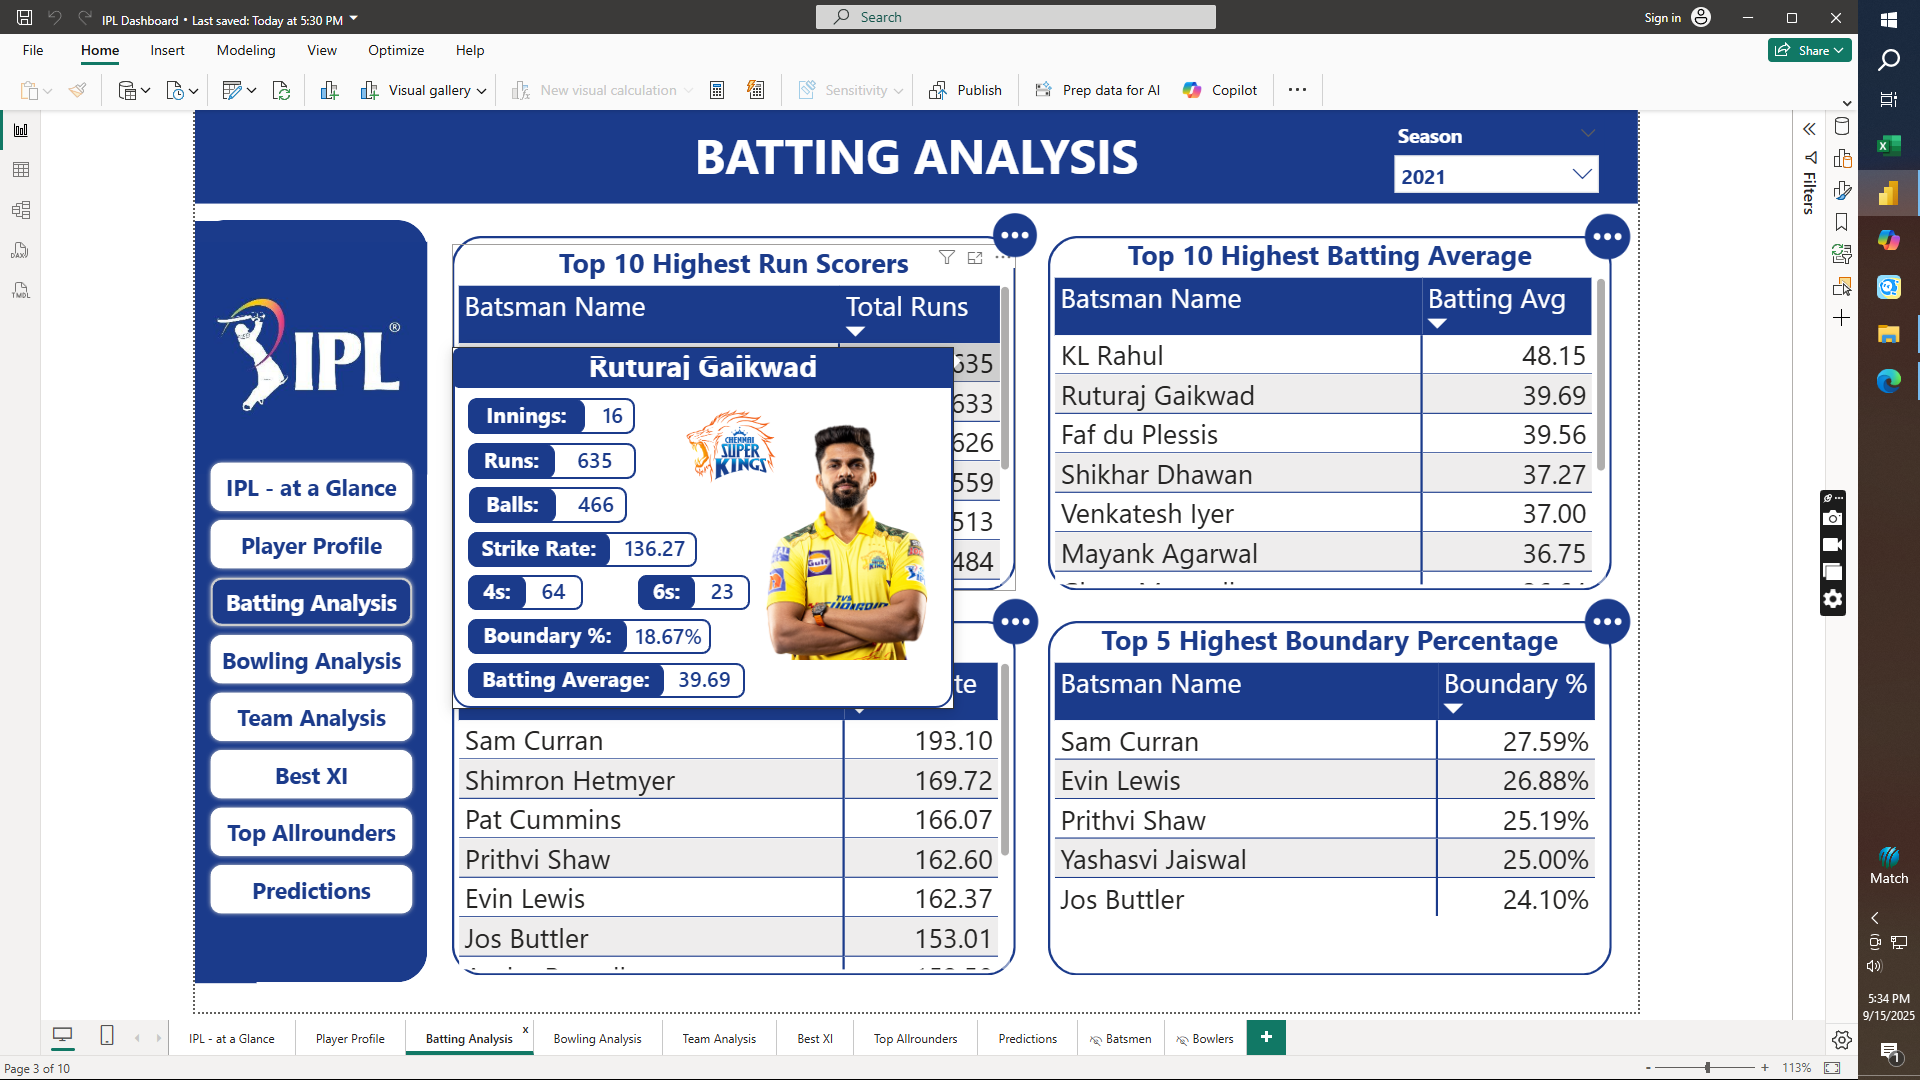 IPL Dashboard • Last saved: Today at 5:30 PM
Search
Sign in
File
Home
Insert
Modeling
View
Optimize
Help
Share
Visual gallery
New visual calculation
Sensitivity
Publish
Prep data for AI
Copilot
BATTING ANALYSIS
Season
2021
Filters
DAX
TMDL
IPL®
IPL - at a Glance
Player Profile
Batting Analysis
Bowling Analysis
Team Analysis
Best XI
Top Allrounders
Predictions
Top 10 Highest Run Scorers
Batsman Name Total Runs
635
633
626
559
513
484
Ruturaj Gaikwad
Innings: 16
Runs: 635
Balls: 466
Strike Rate: 136.27
4s: 64 6s: 23
Boundary %: 18.67%
Batting Average: 39.69
CHENNAI
SUPER
KINGS
Gulf
Top 10 Highest Batting Average
Batsman Name Batting Avg
KL Rahul 48.15
Ruturaj Gaikwad 39.69
Faf du Plessis 39.56
Shikhar Dhawan 37.27
Venkatesh Iyer 37.00
Mayank Agarwal 36.75
te
Sam Curran 193.10
Shimron Hetmyer 169.72
Pat Cummins 166.07
Prithvi Shaw 162.60
Evin Lewis 162.37
Jos Buttler 153.01
Top 5 Highest Boundary Percentage
Batsman Name Boundary %
Sam Curran 27.59%
Evin Lewis 26.88%
Prithvi Shaw 25.19%
Yashasvi Jaiswal 25.00%
Jos Buttler 24.10%
IPL - at a Glance
Player Profile
Batting Analysis x
Bowling Analysis
Team Analysis
Best XI
Top Allrounders
Predictions
Batsmen
Bowlers
Page 3 of 10
113%
Match
5:34 PM
9/15/2025
1